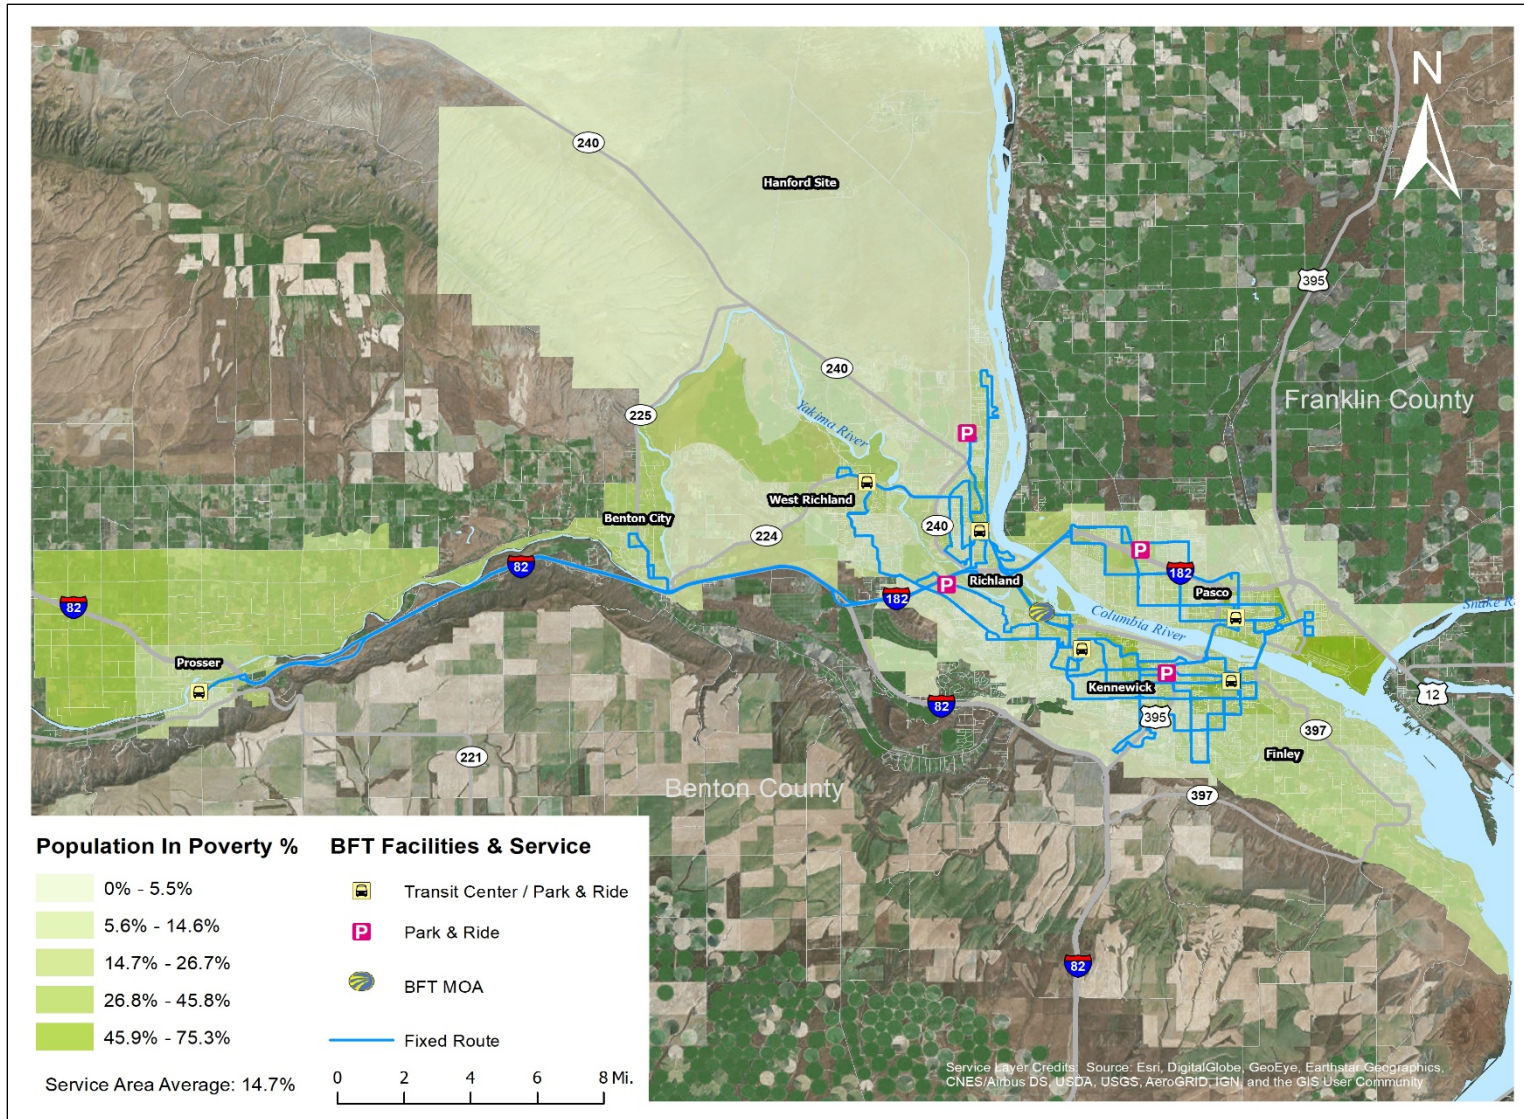 N
240
Hanford Site
395
240
Franklin County
225
Yakima River
P
West Richland
Benton City
240
224
P
82
182
Richland
P
182
Pasco
82
Columbia River
Snake R
Prosser
Kennewick
P
12
82
395
397
Finley
221
Benton County
397
82
Population In Poverty %
0% - 5.5%
5.6% - 14.6%
14.7% - 26.7%
26.8% - 45.8%
45.9% - 75.3%
Service Area Average: 14.7%
BFT Facilities & Service
Transit Center / Park & Ride
P Park & Ride
BFT MOA
Fixed Route
0 2 4 6 8 Mi.
Service Layer Credits: Source: Esri, DigitalGlobe, GeoEye, Earthstar Geographics,
CNES/Airbus DS, USDA, USGS, AeroGRID, IGN, and the GIS User Community